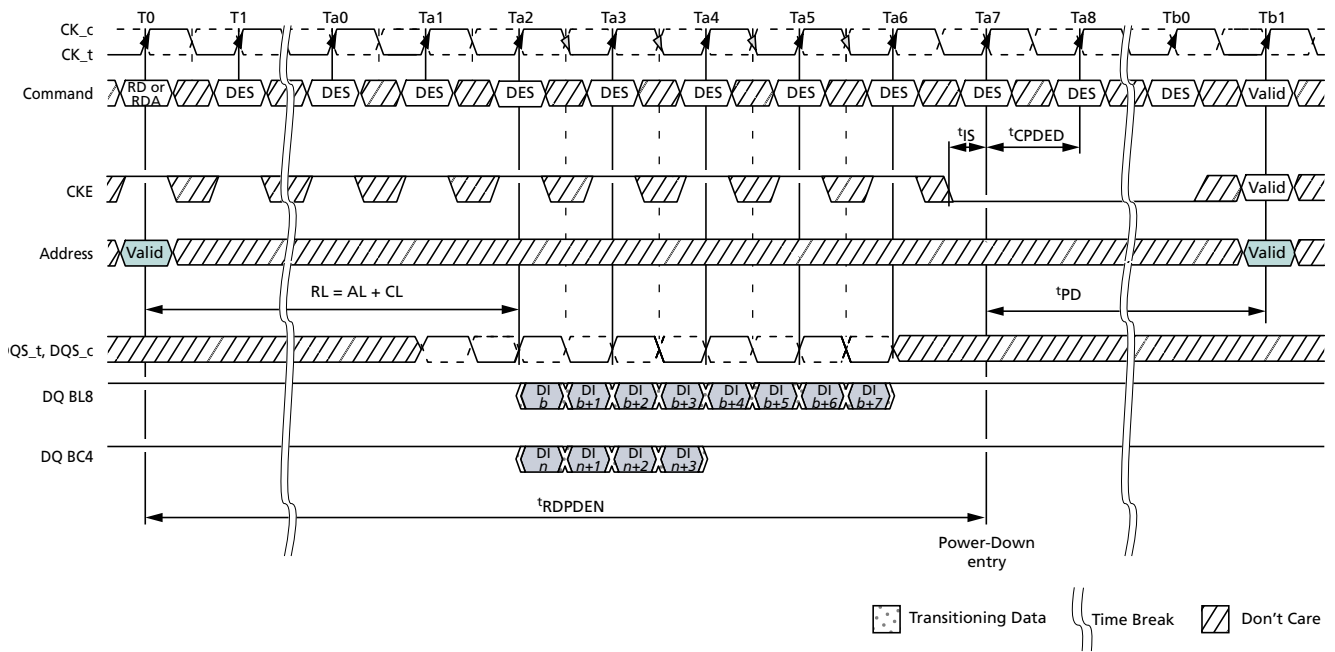 T0 T1 Ta0 Ta1 Ta2 Ta3 Ta4 Ta5 Ta6 Ta7 Ta8 Tb0 Tb1
CK_c
CK_t
Command RD or RDA DES DES DES DES DES DES DES DES DES DES DES Valid
tIS tCPDED
CKE Valid
Address Valid Valid
RL = AL + CL tPD
QS_t, DQS_c
DQ BL8 DI b DI b+1 DI b+2 DI b+3 DI b+4 DI b+5 DI b+6 DI b+7
DQ BC4 DI n DI n+1 DI n+2 DI n+3
tRDPDEN
Power-Down
entry
Transitioning Data Time Break Don't Care